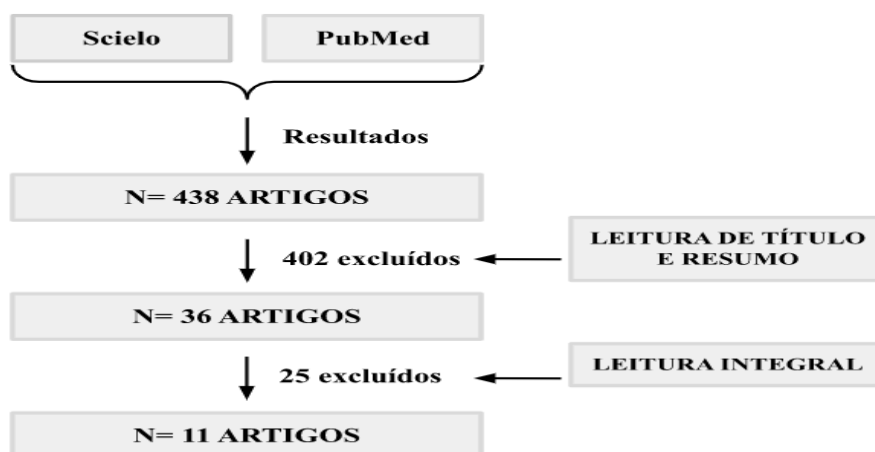 Scielo
PubMed
Resultados
N= 438 ARTIGOS
402 excluídos
LEITURA DE TÍTULO
E RESUMO
N= 36 ARTIGOS
25 excluídos
LEITURA INTEGRAL
N= 11 ARTIGOS